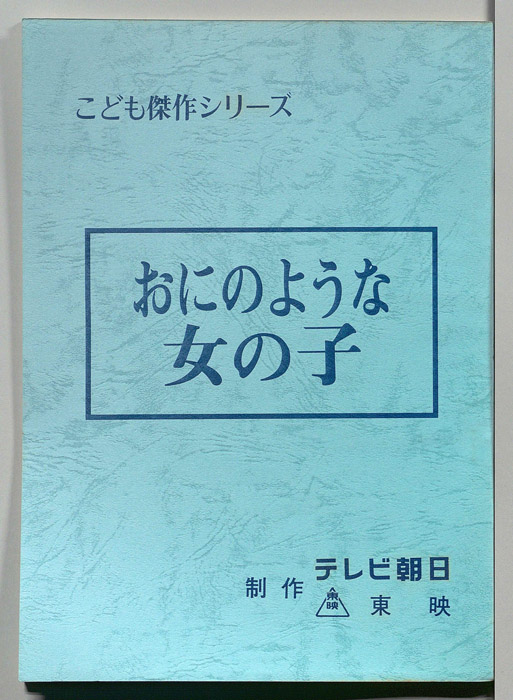 こども傑作シリーズ
おにのような
女の子
テレビ朝日
制作 東映 東映